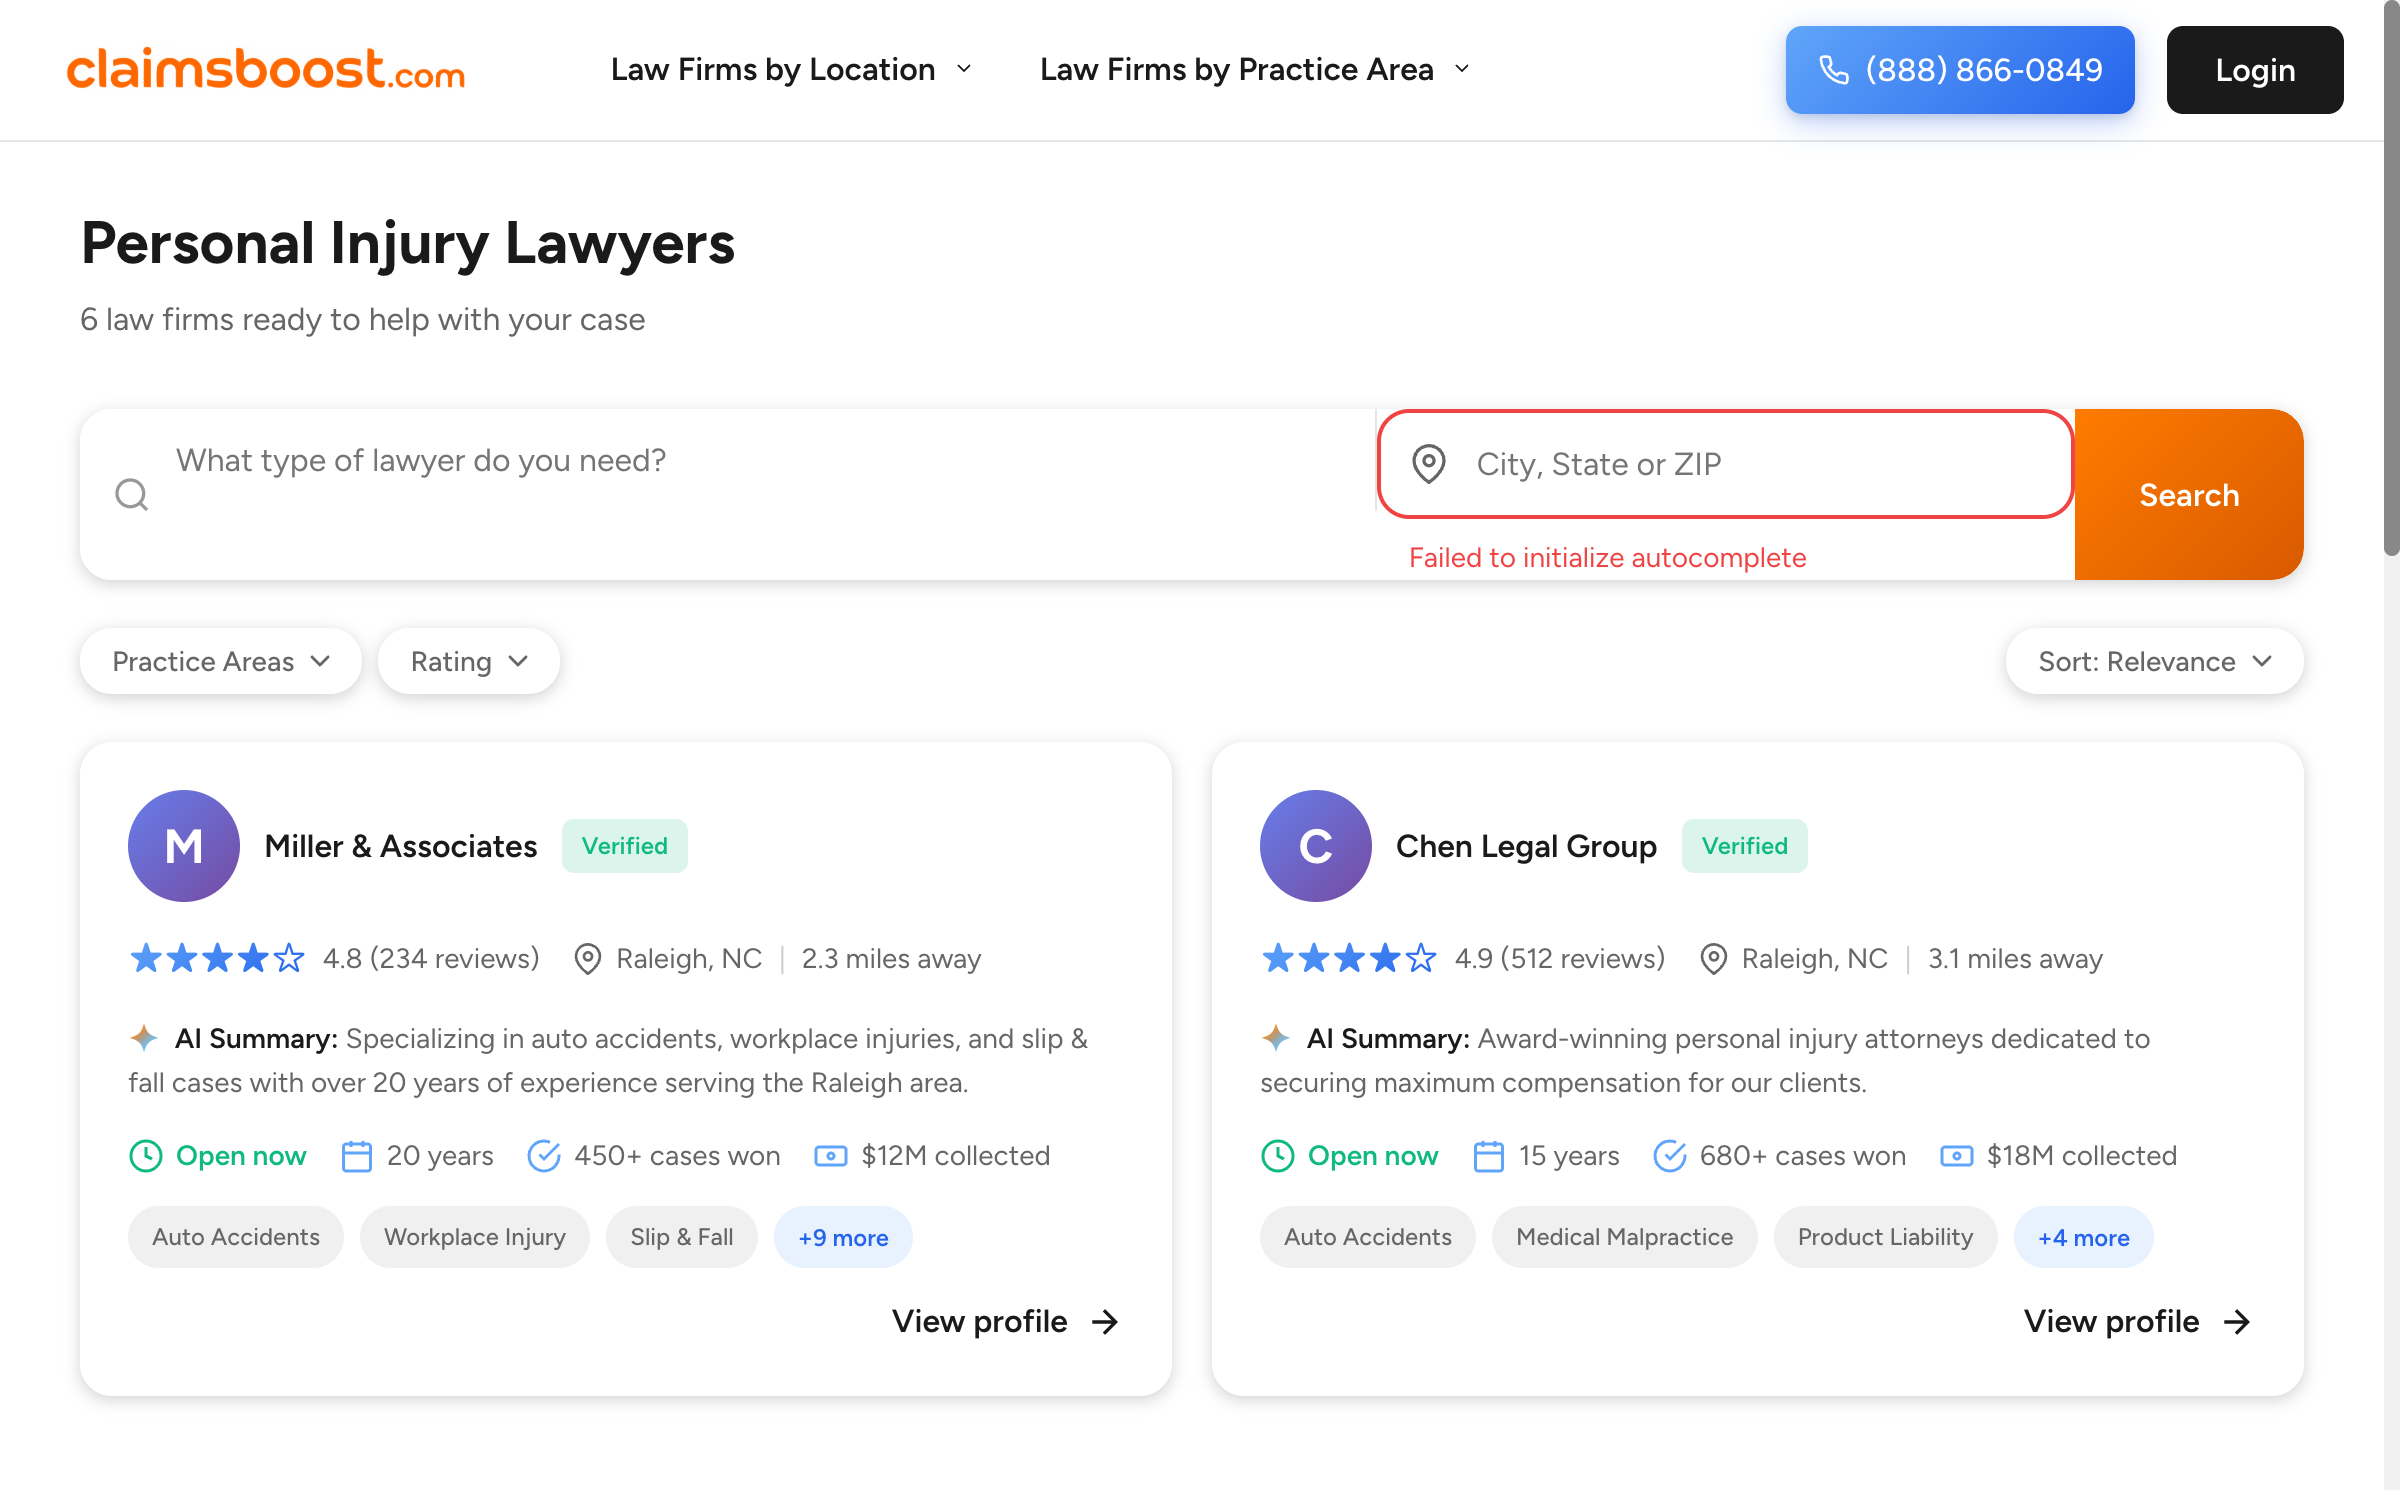 claimsboost.com
Law Firms by Location
Law Firms by Practice Area
(888) 866-0849
Login
Personal Injury Lawyers
6 law firms ready to help with your case
What type of lawyer do you need?
City, State or ZIP
Search
Failed to initialize autocomplete
Practice Areas
Rating
Sort: Relevance
M
Miller & Associates
Verified
4.8 (234 reviews)
Raleigh, NC | 2.3 miles away
AI Summary: Specializing in auto accidents, workplace injuries, and slip &
fall cases with over 20 years of experience serving the Raleigh area.
Open now
20 years
450+ cases won
$12M collected
Auto Accidents
Workplace Injury
Slip & Fall
+9 more
View profile
C
Chen Legal Group
Verified
4.9 (512 reviews)
Raleigh, NC | 3.1 miles away
AI Summary: Award-winning personal injury attorneys dedicated to
securing maximum compensation for our clients.
Open now
15 years
680+ cases won
$18M collected
Auto Accidents
Medical Malpractice
Product Liability
+4 more
View profile